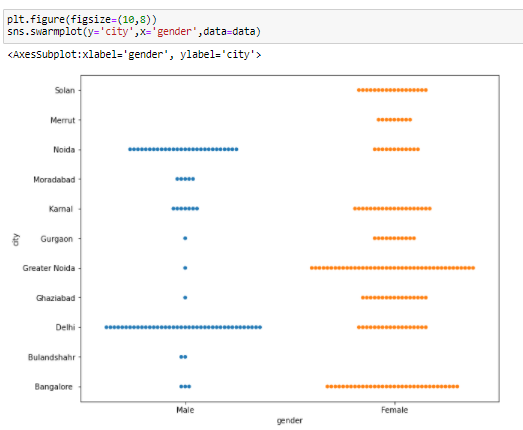 plt.figure(figsize=(10,8))
sns.swarmplot(y='city',x='gender',data=data)
<AxesSubplot:xlabel='gender', ylabel='city'>
Solan
Merrut
Noida
Moradabad
Karnal
Gurgaon
Greater Noida
Ghaziabad
Delhi
Bulandshahr
Bangalore
city
Male
Female
gender